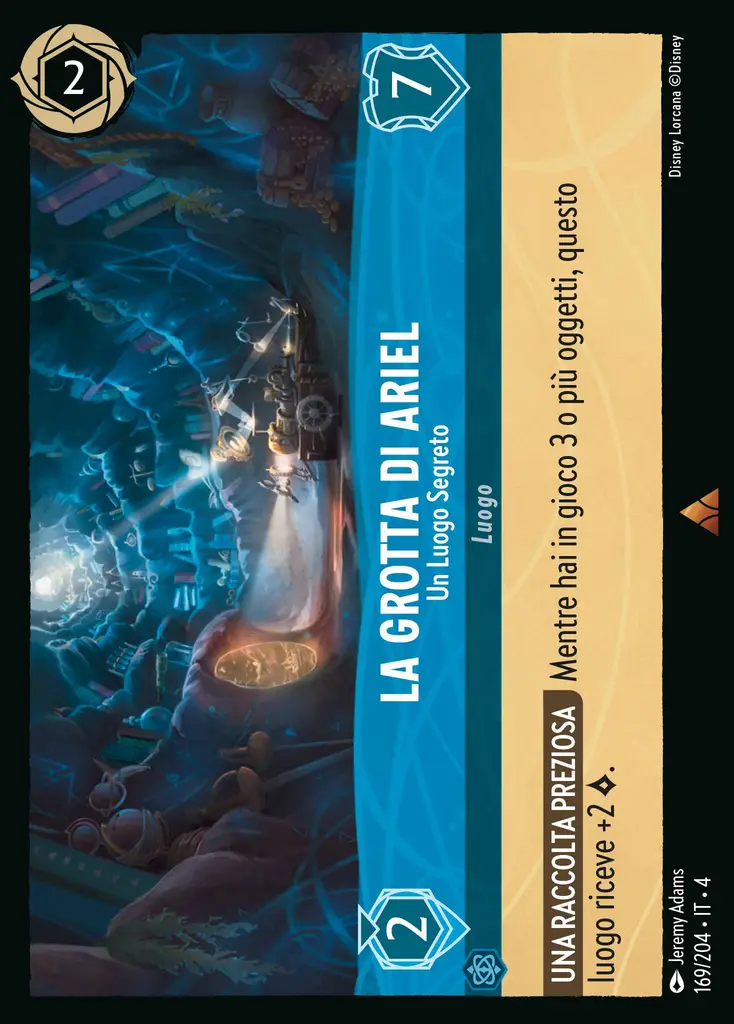 2
2
LA GROTTA DI ARIEL
7
Un Luogo Segreto
Luogo
UNA RACCOLTA PREZIOSA Mentre hai in gioco 3 o più oggetti, questo
luogo riceve +2 .
Jeremy Adams
169/204 • IT • 4
Disney Lorcana ©Disney